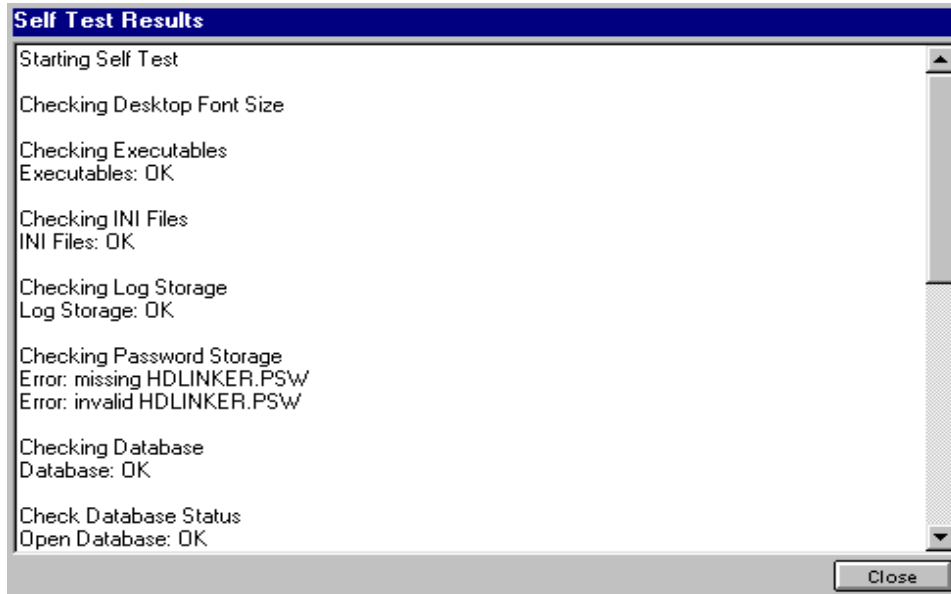 Self Test Results
Starting Self Test
Checking Desktop Font Size
Checking Executables
Executables: OK
Checking INI Files
INI Files: OK
Checking Log Storage
Log Storage: OK
Checking Password Storage
Error: missing HDLINKER.PSW
Error: invalid HDLINKER.PSW
Checking Database
Database: OK
Check Database Status
Open Database: OK
Close